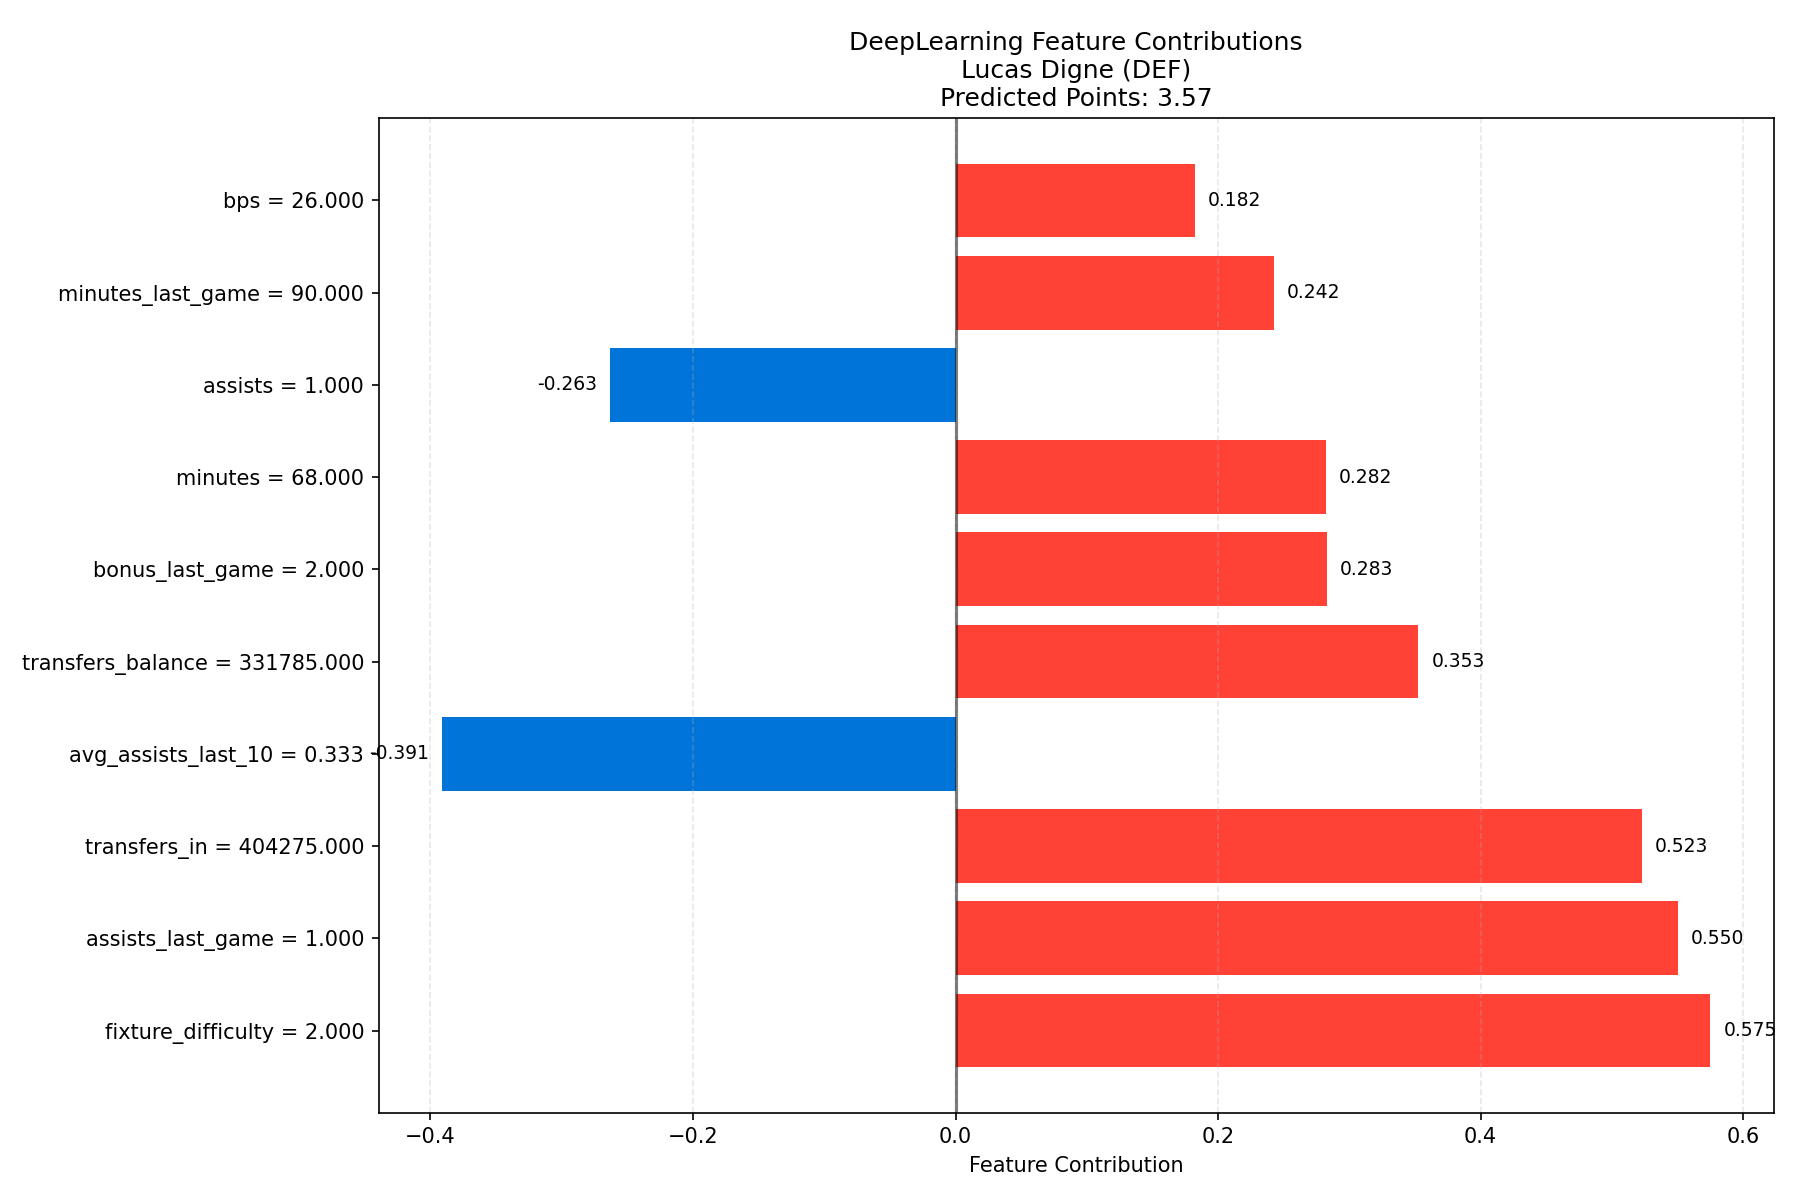 DeepLearning Feature Contributions
Lucas Digne (DEF)
Predicted Points: 3.57
bps = 26.000
0.182
minutes_last_game = 90.000
0.242
assists = 1.000
-0.263
minutes = 68.000
0.282
bonus_last_game = 2.000
0.283
transfers_balance = 331785.000
0.353
avg_assists_last_10 = 0.333
-0.391
transfers_in = 404275.000
0.523
assists_last_game = 1.000
0.550
fixture_difficulty = 2.000
0.575
−0.4
−0.2
0.0
0.2
0.4
0.6
Feature Contribution